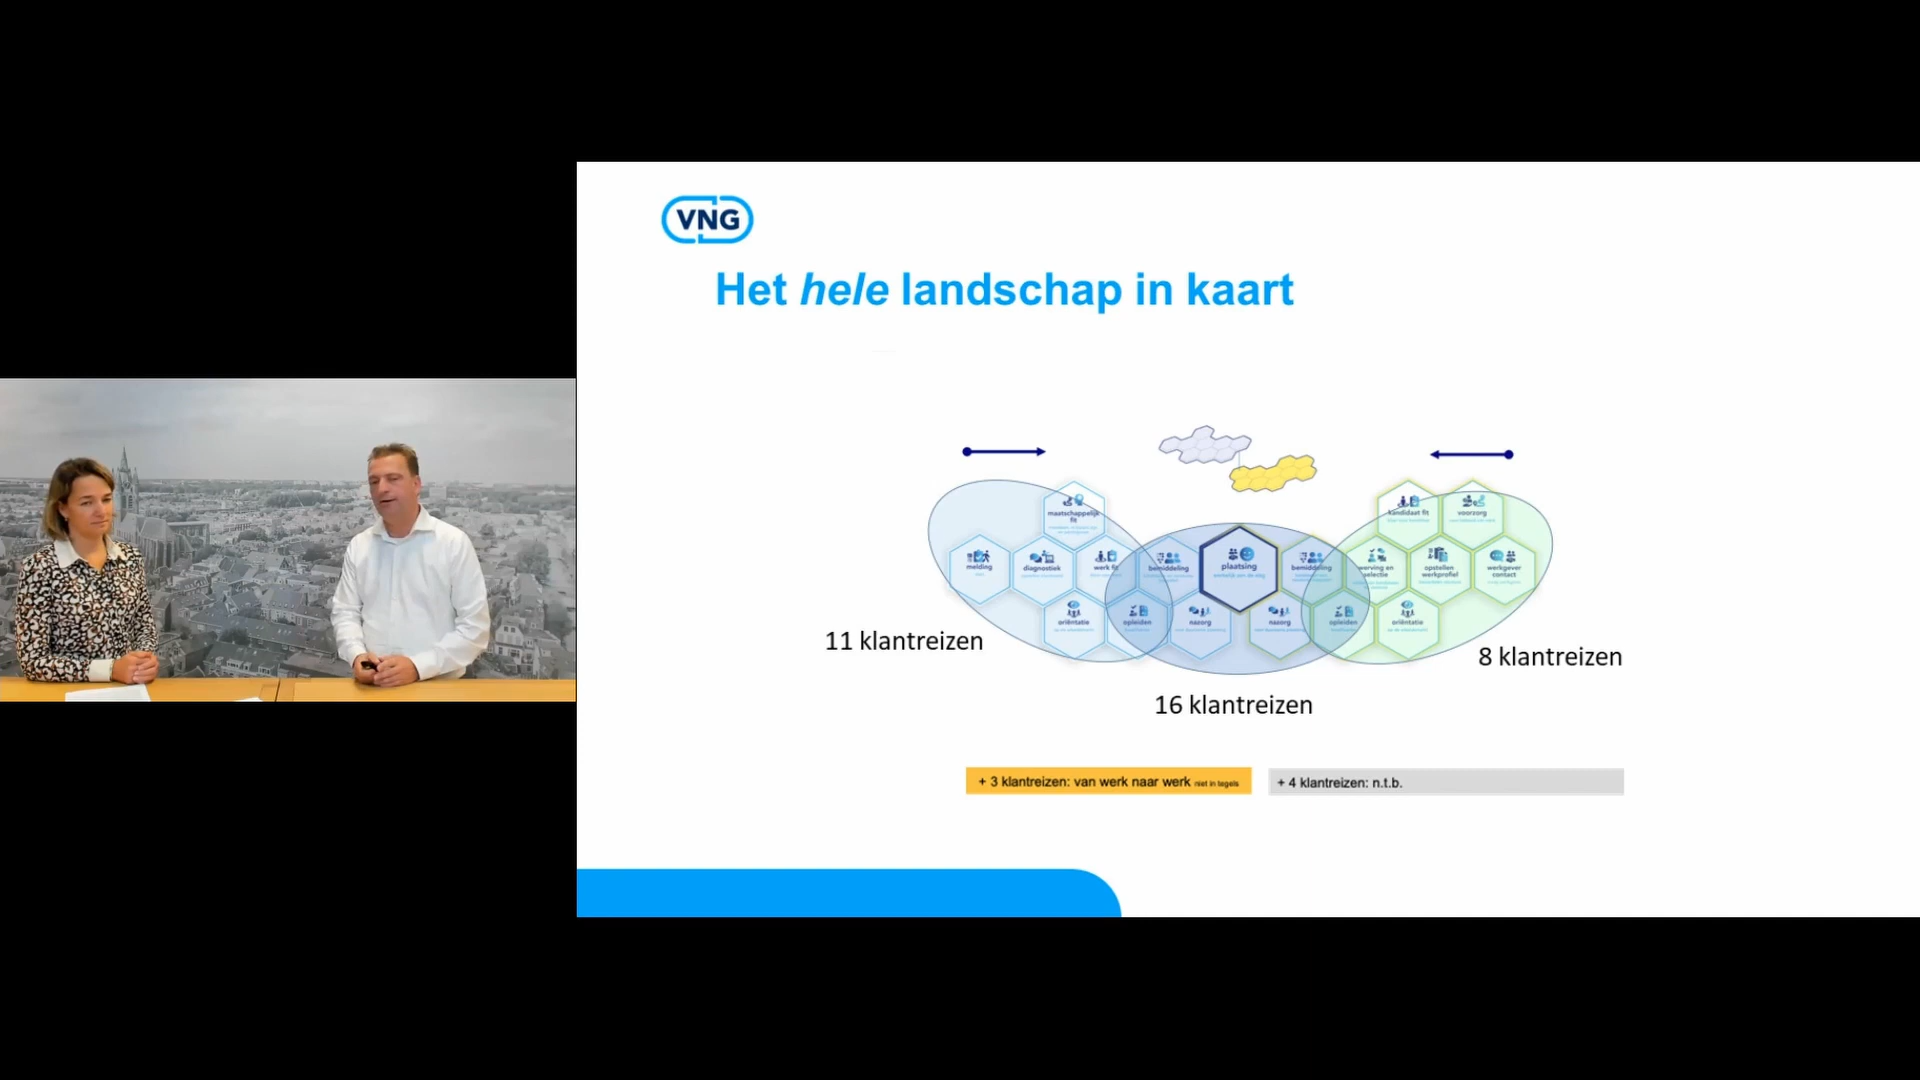 VNG
Het hele landschap in kaart
maatschappelijk
fit
kandidaat fit
voorzorg
melding
diagnostiek
werk fit
bemiddeling
plaatsing
bemiddeling
werving en
selectie
opstellen
werkprofiel
werkgever
contact
oriëntatie
opleiden
nazorg
nazorg
opleiden
oriëntatie
11 klantreizen
8 klantreizen
16 klantreizen
+ 3 klantreizen: van werk naar werk niet in tegels
+ 4 klantreizen: n.t.b.